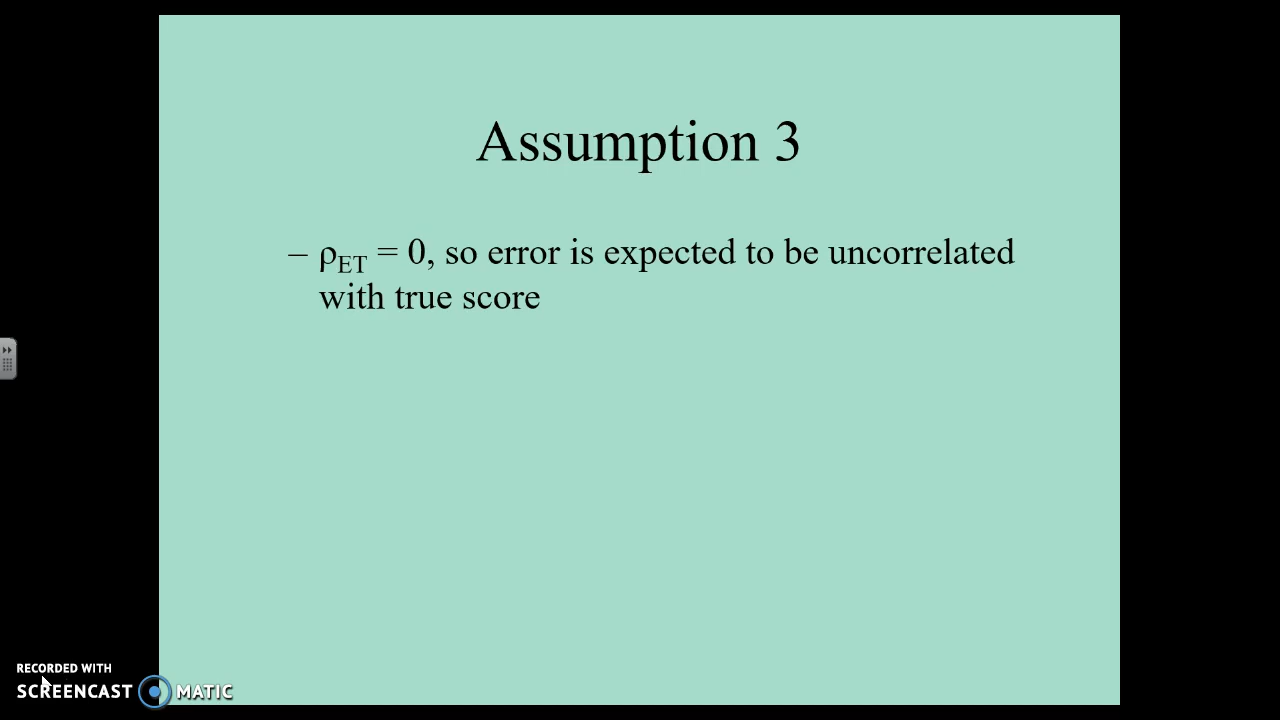 Assumption 3
– ρET = 0, so error is expected to be uncorrelated
with true score
RECORDED WITH
SCREENCAST MATIC